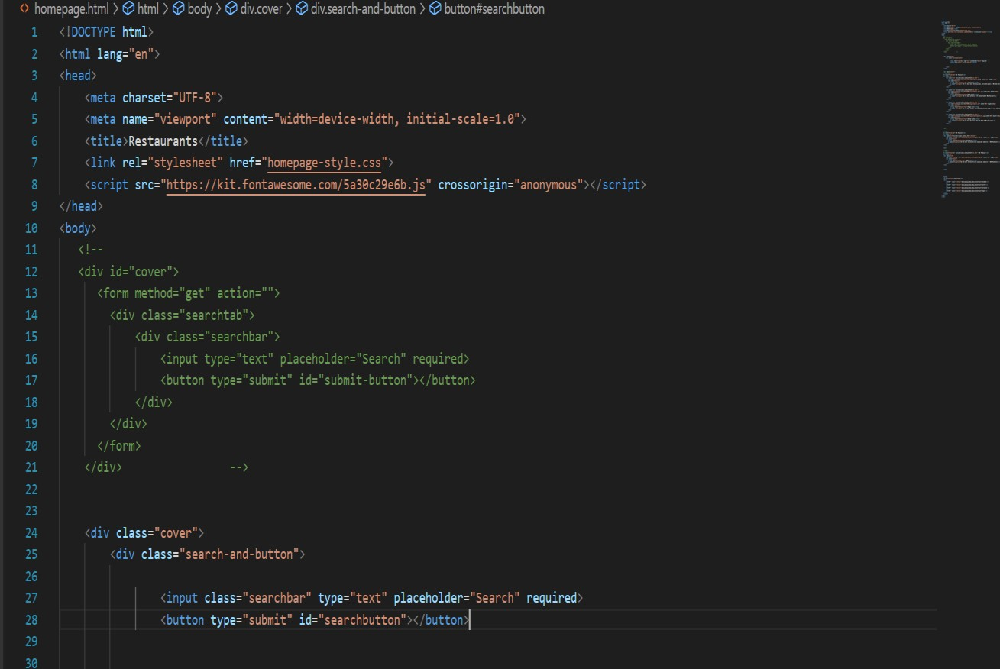 homepage.html > html > body > div.cover > div.search-and-button > button#searchbutton
1 <!DOCTYPE html>
2 <html lang="en">
3 <head>
4 <meta charset="UTF-8">
5 <meta name="viewport" content="width=device-width, initial-scale=1.0">
6 <title>Restaurants</title>
7 <link rel="stylesheet" href="homepage-style.css">
8 <script src="https://kit.fontawesome.com/5a30c29e6b.js" crossorigin="anonymous"></script>
9 </head>
10 <body>
11 <!--
12 <div id="cover">
13 <form method="get" action="">
14 <div class="searchtab">
15 <div class="searchbar">
16 <input type="text" placeholder="Search" required>
17 <button type="submit" id="submit-button"></button>
18 </div>
19 </div>
20 </form>
21 </div> -->
22
23
24 <div class="cover">
25 <div class="search-and-button">
26
27 <input class="searchbar" type="text" placeholder="Search" required>
28 <button type="submit" id="searchbutton"></button>
29
30